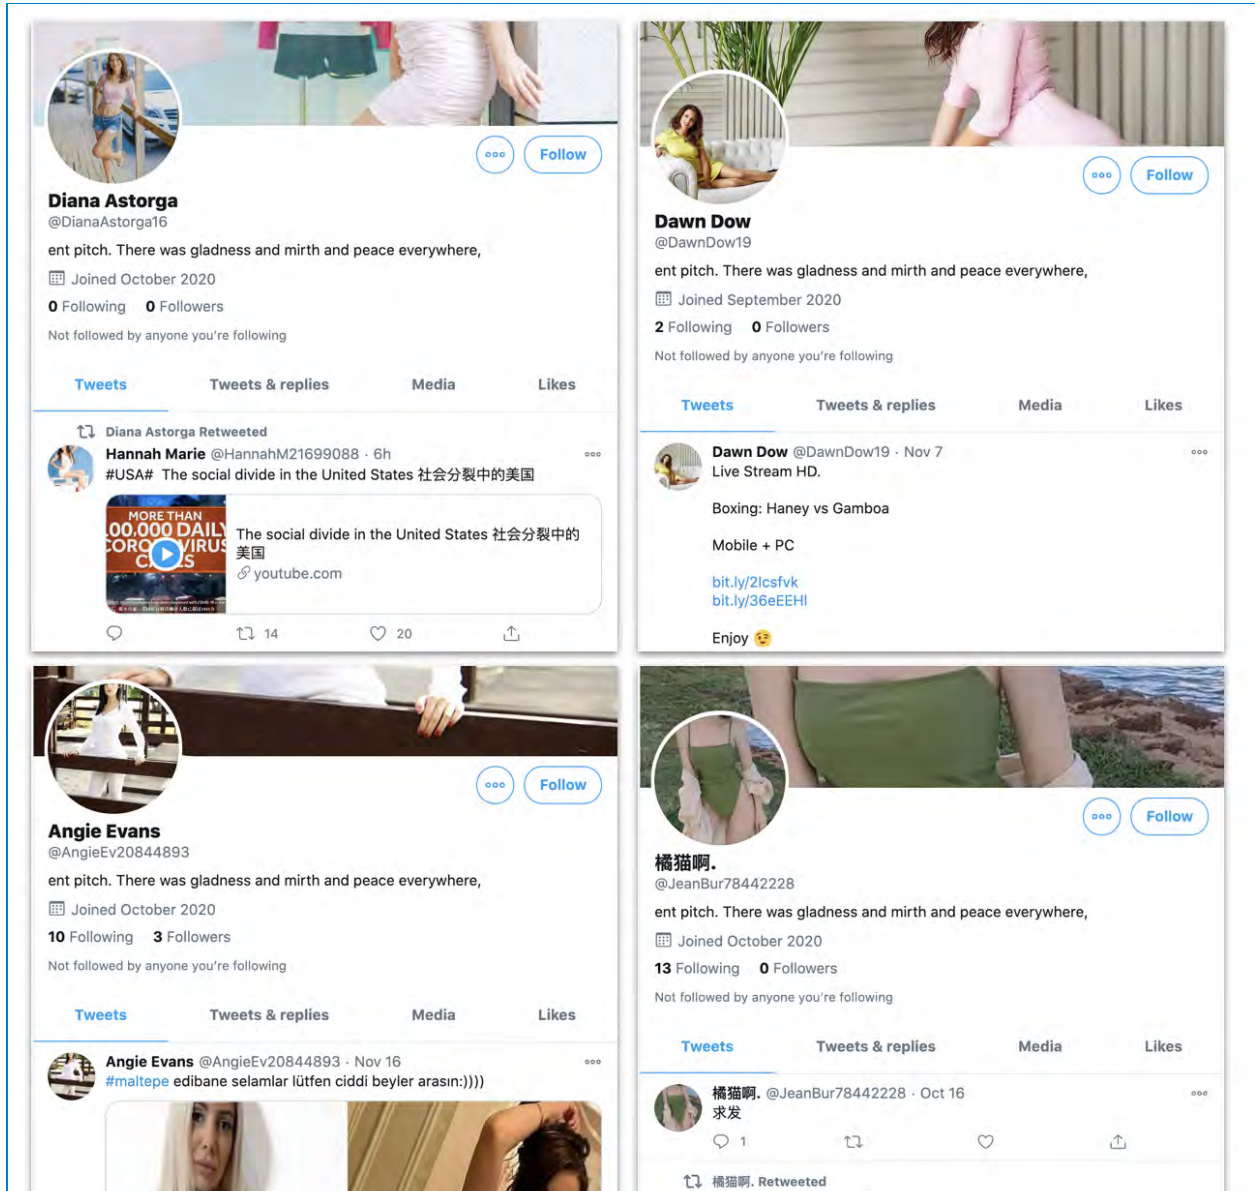 Follow
Diana Astorga
@DianaAstorga16
ent pitch. There was gladness and mirth and peace everywhere,
Joined October 2020
0 Following 0 Followers
Not followed by anyone you're following
Tweets Tweets & replies Media Likes
Diana Astorga Retweeted
Hannah Marie @HannahM21699088 · 6h
#USA# The social divide in the United States 社会分裂中的美国
MORE THAN
00,000 DAILY
CORONAVIRUS
CASES
The social divide in the United States 社会分裂中的
美国
youtube.com
14 20
Follow
Dawn Dow
@DawnDow19
ent pitch. There was gladness and mirth and peace everywhere,
Joined September 2020
2 Following 0 Followers
Not followed by anyone you're following
Tweets Tweets & replies Media Likes
Dawn Dow @DawnDow19 · Nov 7
Live Stream HD.
Boxing: Haney vs Gamboa
Mobile + PC
bit.ly/2Icsfvk
bit.ly/36eEEHI
Enjoy 😏
Follow
Angie Evans
@AngieEv20844893
ent pitch. There was gladness and mirth and peace everywhere,
Joined October 2020
10 Following 3 Followers
Not followed by anyone you're following
Tweets Tweets & replies Media Likes
Angie Evans @AngieEv20844893 · Nov 16
#maltepe edibane selamlar lütfen ciddi beyler arasın:))))
Follow
橘猫啊.
@JeanBur78442228
ent pitch. There was gladness and mirth and peace everywhere,
Joined October 2020
13 Following 0 Followers
Not followed by anyone you're following
Tweets Tweets & replies Media Likes
橘猫啊. @JeanBur78442228 · Oct 16
求发
1
橘猫啊. Retweeted